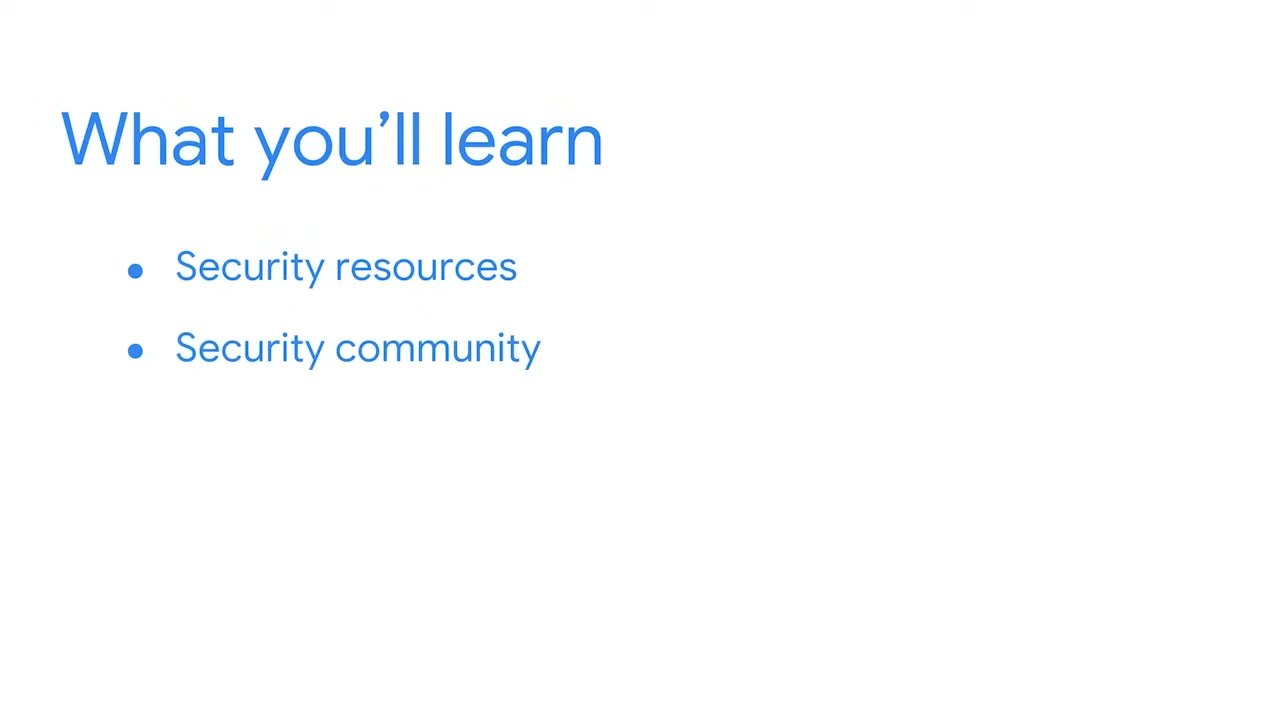 What you’ll learn
● Security resources
● Security community